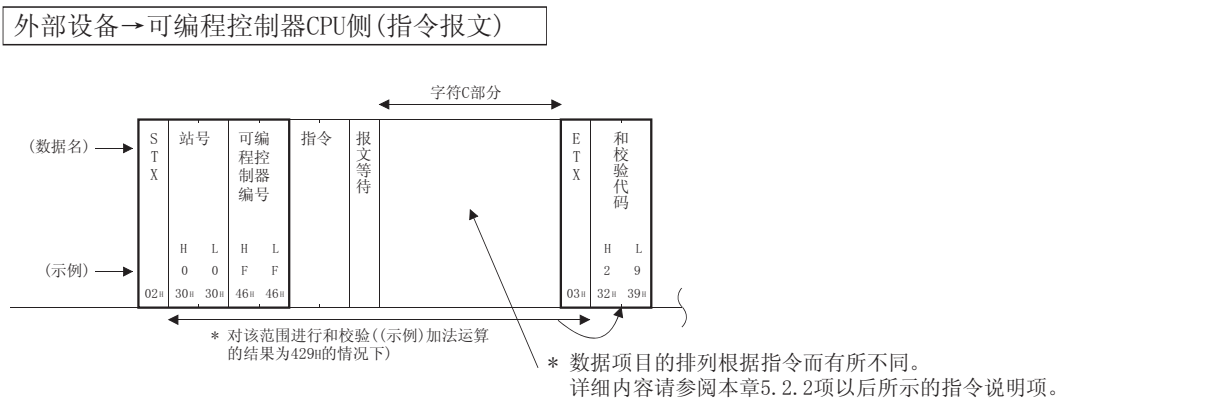 外部设备→可编程控制器CPU侧(指令报文)
字符C部分
(数据名)
STX
站号
可编程控制器编号
指令
报文等待
ETX
和校验代码
H L H L H L
(示例)
0 0 F F 2 9
02H 30H 30H 46H 46H 03H 32H 39H
* 对该范围进行和校验((示例)加法运算
的结果为429H的情况下)
* 数据项目的排列根据指令而有所不同。
详细内容请参阅本章5.2.2项以后所示的指令说明项。